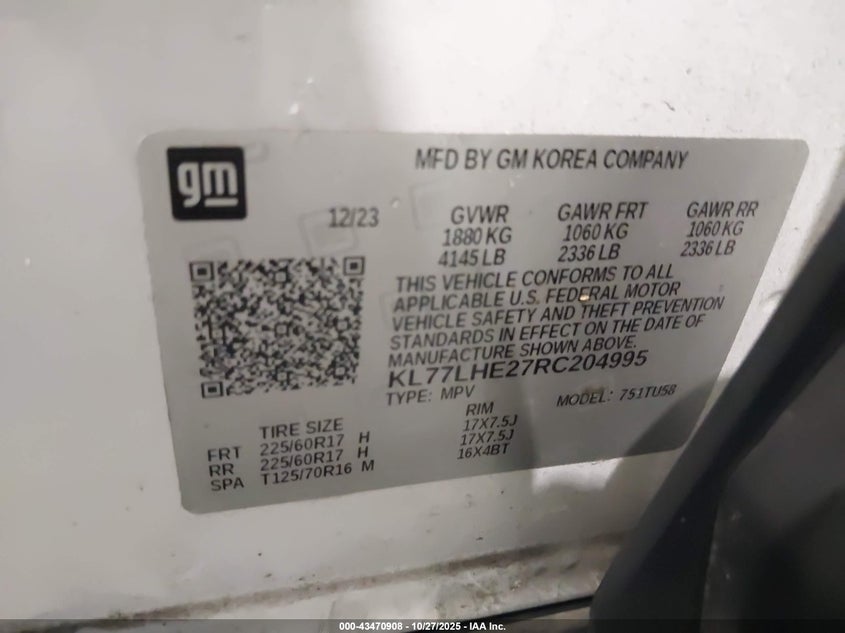 gm
MFD BY GM KOREA COMPANY
12/23
GVWR GAWR FRT GAWR RR
1880 KG 1060 KG 1060 KG
4145 LB 2336 LB 2336 LB
THIS VEHICLE CONFORMS TO ALL
APPLICABLE U.S. FEDERAL MOTOR
VEHICLE SAFETY AND THEFT PREVENTION
STANDARDS IN EFFECT ON THE DATE OF
MANUFACTURE SHOWN ABOVE.
KL77LHE27RC204995
TYPE: MPV MODEL: 751TU58
TIRE SIZE RIM
FRT 225/60R17 H 17X7.5J
RR 225/60R17 H 17X7.5J
SPA T125/70R16 M 16X4BT
000-43470908 - 10/27/2025 - IAA Inc.